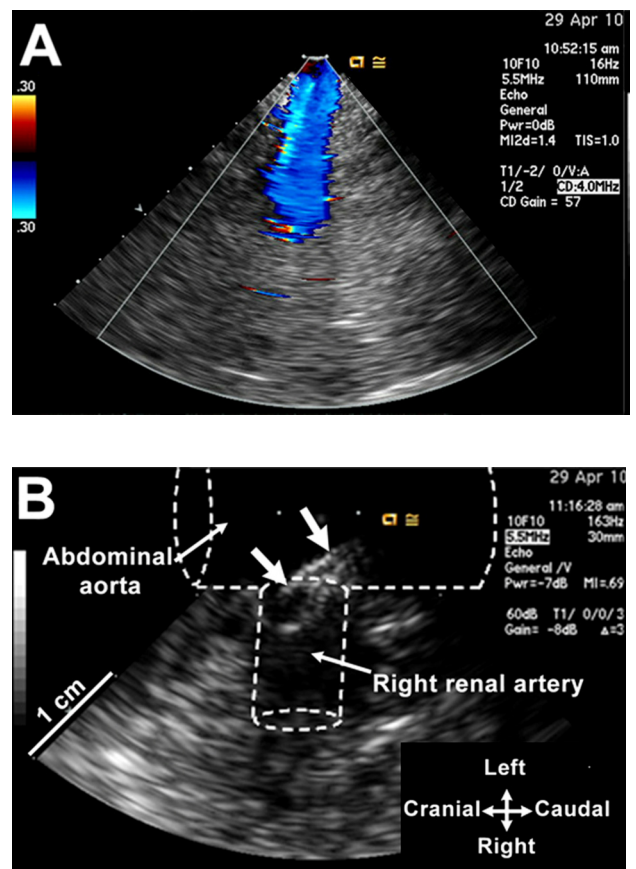 A
29 Apr 10
10:52:15 am
10F10 16Hz
5.5MHz 110mm
Echo
General
Pwr=0dB
MI2d=1.4 TIS=1.0
T1/-2/ 0/V:A
1/2 CD:4.0MHz
CD Gain = 57
.30
.30
B
29 Apr 10
11:16:28 am
10F10 163Hz
5.5MHz 30mm
Echo
General /V
Pwr=-7dB MI=.69
60dB T1/ 0/0/3
Gain= -8dB Δ=3
Abdominal
aorta
Right renal artery
1 cm
Left
Cranial Caudal
Right